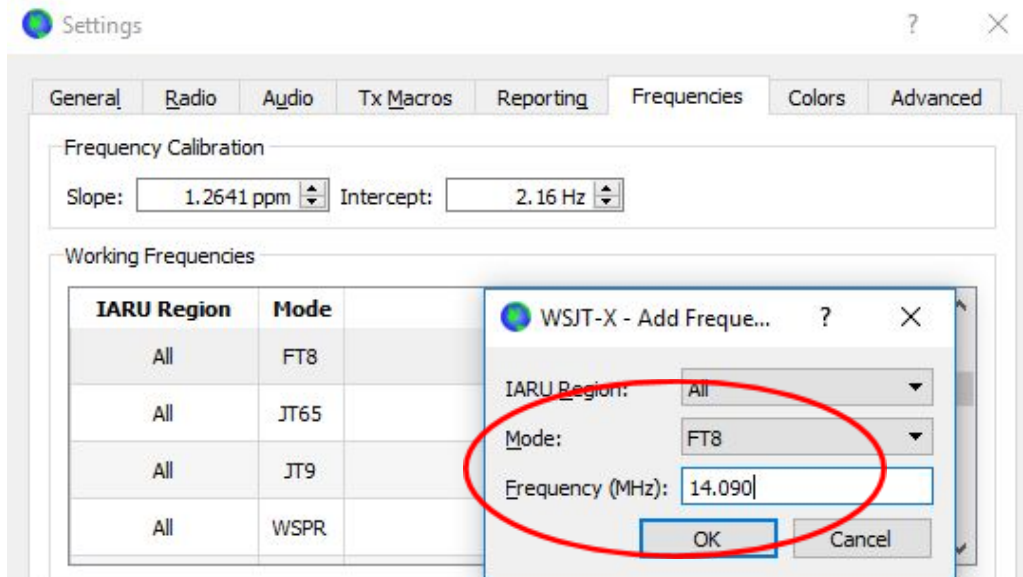 Settings
General Radio Audio Tx Macros Reporting Frequencies Colors Advanced
Frequency Calibration
Slope: 1.2641 ppm Intercept: 2.16 Hz
Working Frequencies
IARU Region Mode
All FT8
All JT65
All JT9
All WSPR
WSJT-X - Add Freque... ?
IARU Region: All
Mode: FT8
Frequency (MHz): 14.090
OK Cancel